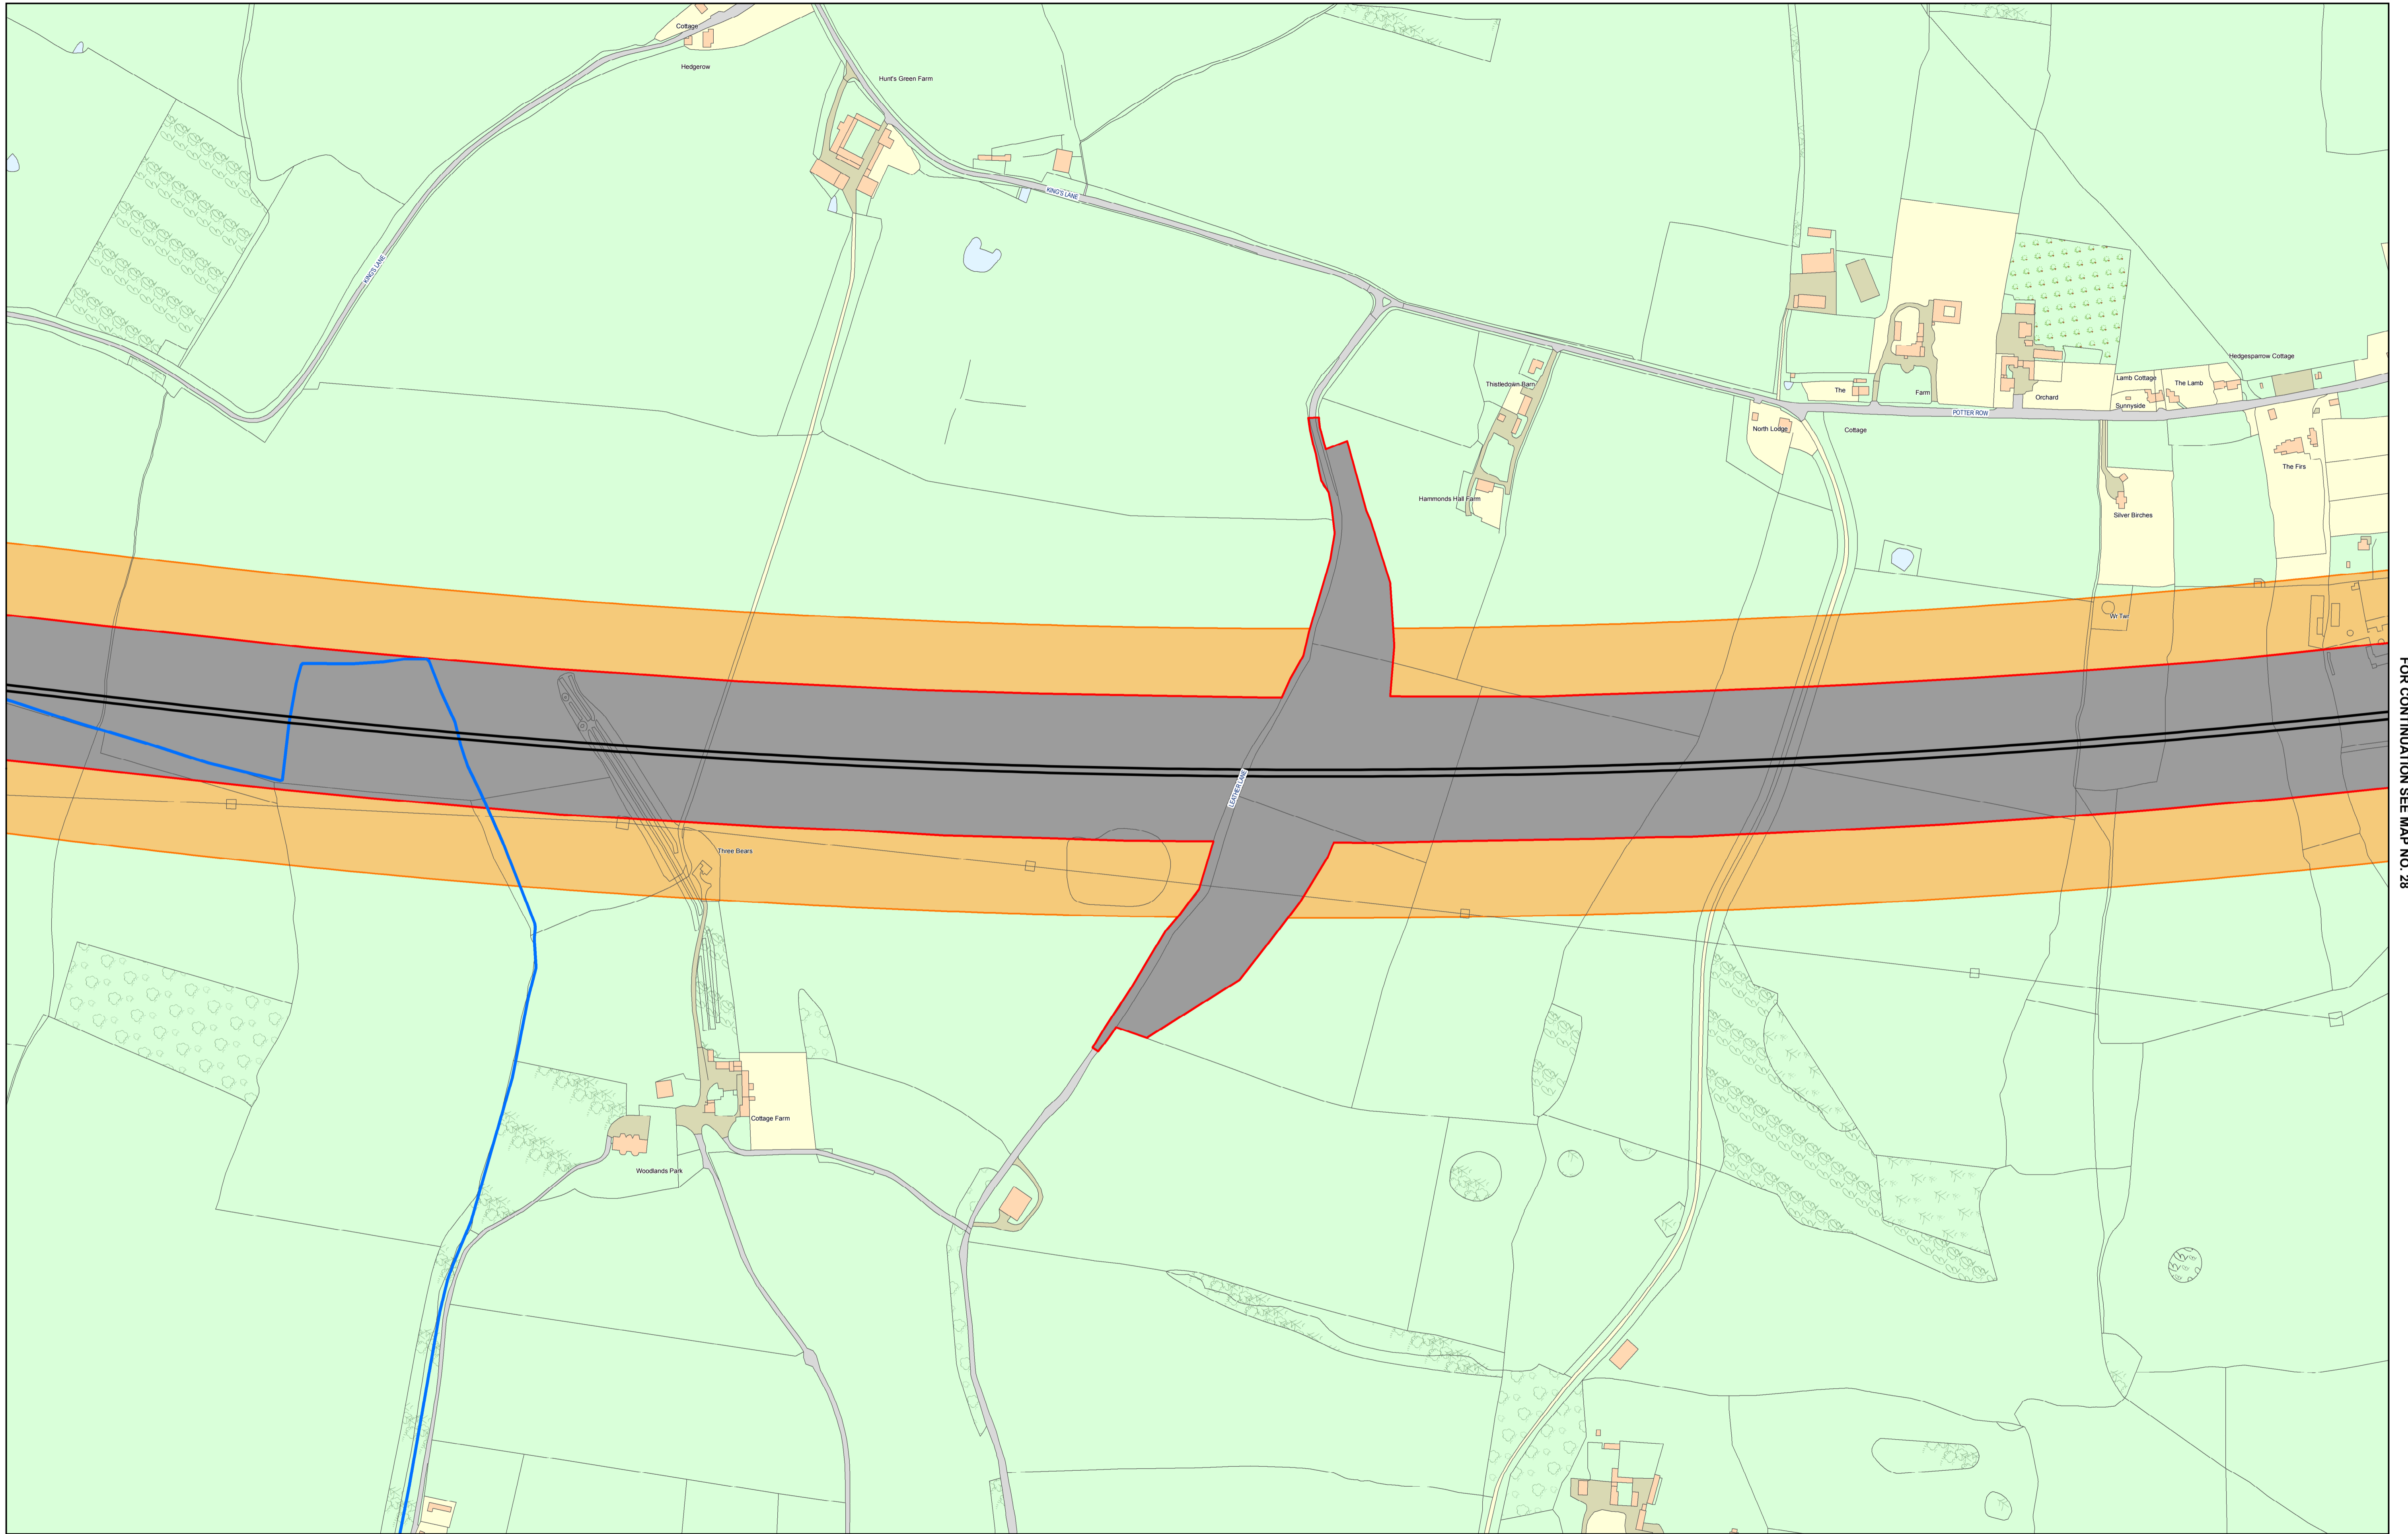 Cottage
Hedgerow
Hunt's Green Farm
KING'S LANE
KING'S LANE
Thistledown Barn
Hammonds Hall Farm
The
Farm
Orchard
Lamb Cottage
The Lamb
Hedgesparrow Cottage
Sunnyside
POTTER ROW
North Lodge
Cottage
The Firs
Silver Birches
Wr Twr
LEATHER LANE
Three Bears
Cottage Farm
Woodlands Park
FOR CONTINUATION SEE MAP NO. 28